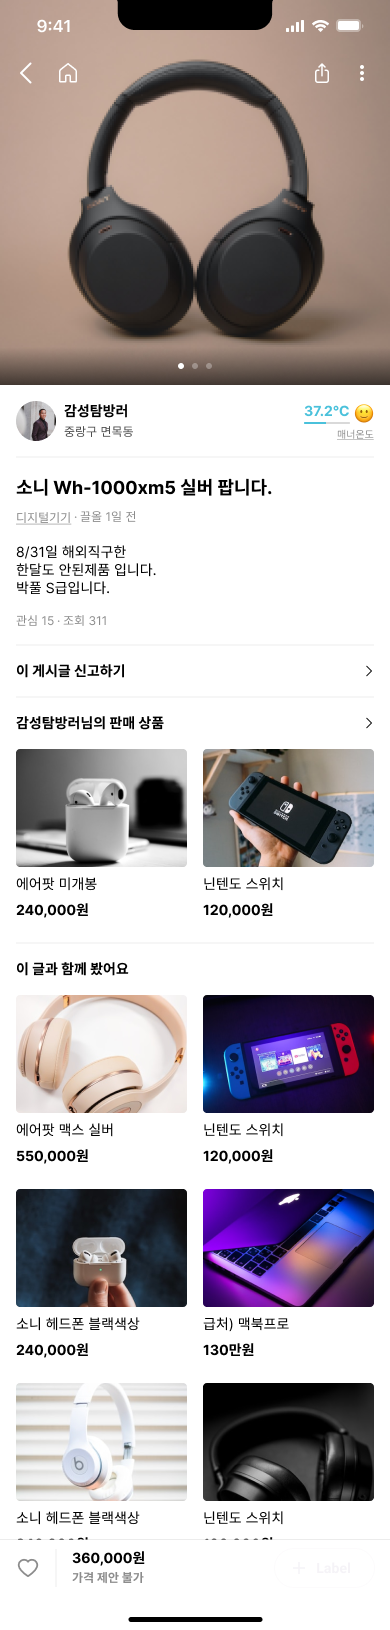 9:41
SONY
SONY
감성탐방러
중랑구 면목동
37.2°C
매너온도
소니 Wh-1000xm5 실버 팝니다.
디지털기기 · 끌올 1일 전
8/31일 해외직구한
한달도 안된제품 입니다.
박풀 S급입니다.
관심 15 · 조회 311
이 게시글 신고하기
감성탐방러님의 판매 상품
에어팟 미개봉
240,000원
닌텐도 스위치
120,000원
이 글과 함께 봤어요
에어팟 맥스 실버
550,000원
닌텐도 스위치
120,000원
소니 헤드폰 블랙색상
240,000원
급처) 맥북프로
130만원
소니 헤드폰 블랙색상
닌텐도 스위치
360,000원
가격 제안 불가
Label